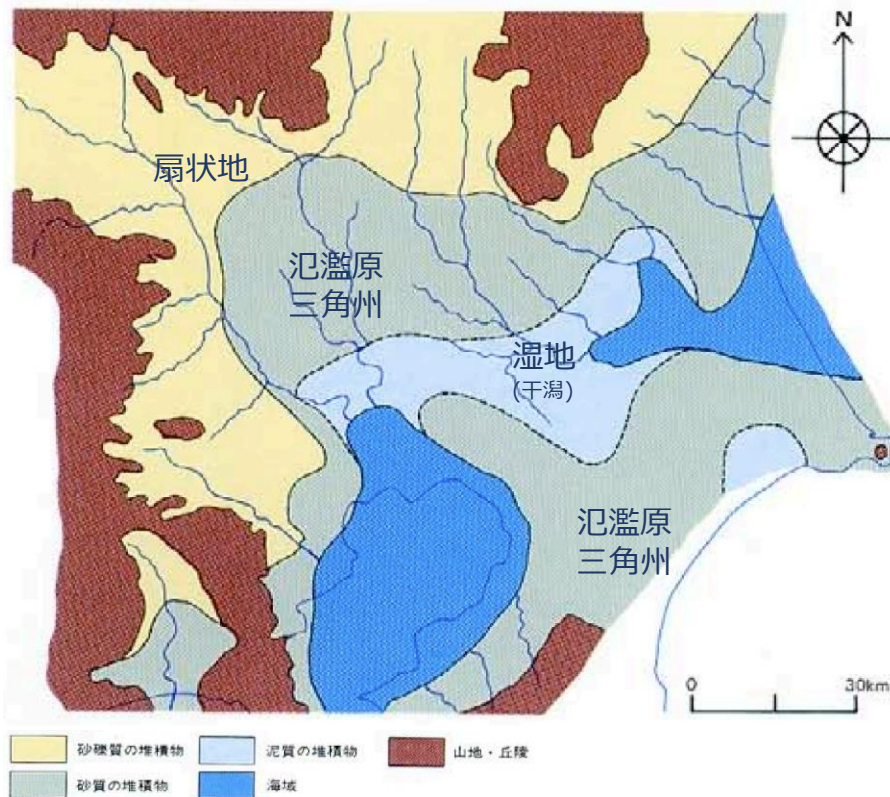 N
扇状地
氾濫原
三角州
湿地
(干潟)
氾濫原
三角州
0 30km
砂礫質の堆積物 泥質の堆積物 山地・丘陵
砂質の堆積物 海域